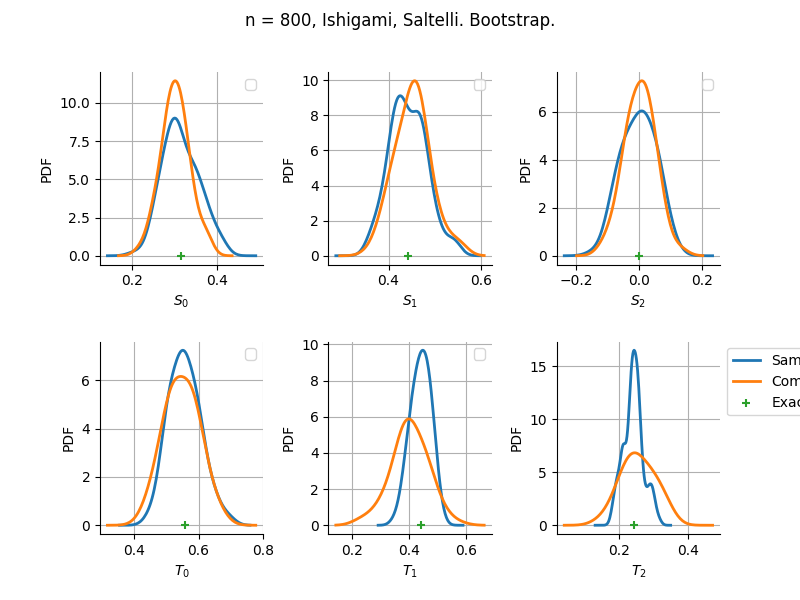 n = 800, Ishigami, Saltelli. Bootstrap.
PDF
10.0
7.5
5.0
2.5
0.0
0.2
0.4
S0
PDF
10
8
6
4
2
0
0.4
0.6
S1
PDF
6
4
2
0
−0.2
0.0
0.2
S2
PDF
6
4
2
0
0.4
0.6
0.8
T0
PDF
10
8
6
4
2
0
0.2
0.4
0.6
T1
PDF
15
10
5
0
0.2
0.4
T2
Sam
Com
Exac